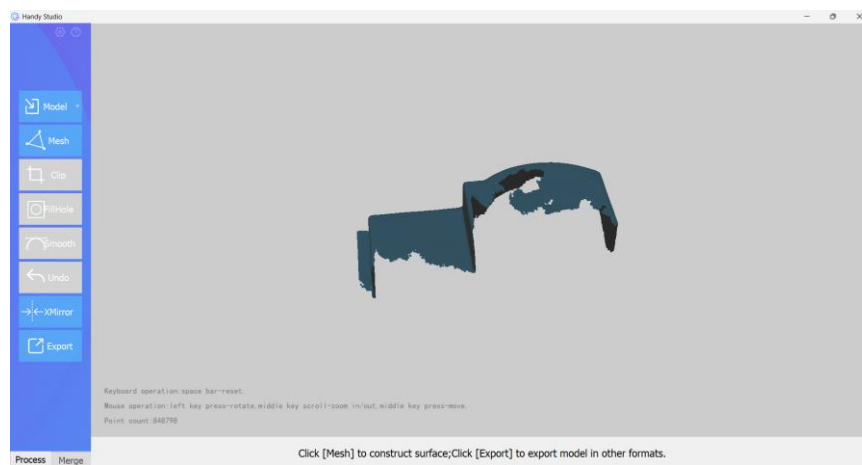 Handy Studio
Model
Mesh
Clip
FillHole
Smooth
Undo
XMirror
Export
Keyboard operation:space bar-reset.
Mouse operation:left key press-rotate,middle key scroll-zoom in/out,middle key press-move.
Point count:840798
Click [Mesh] to construct surface;Click [Export] to export model in other formats.
Process Merge